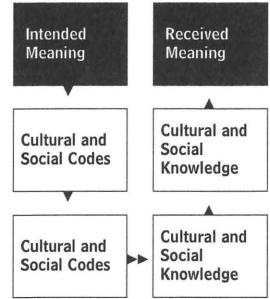 Intended
Meaning
Received
Meaning
Cultural and
Social Codes
Cultural and
Social
Knowledge
Cultural and
Social Codes
Cultural and
Social
Knowledge